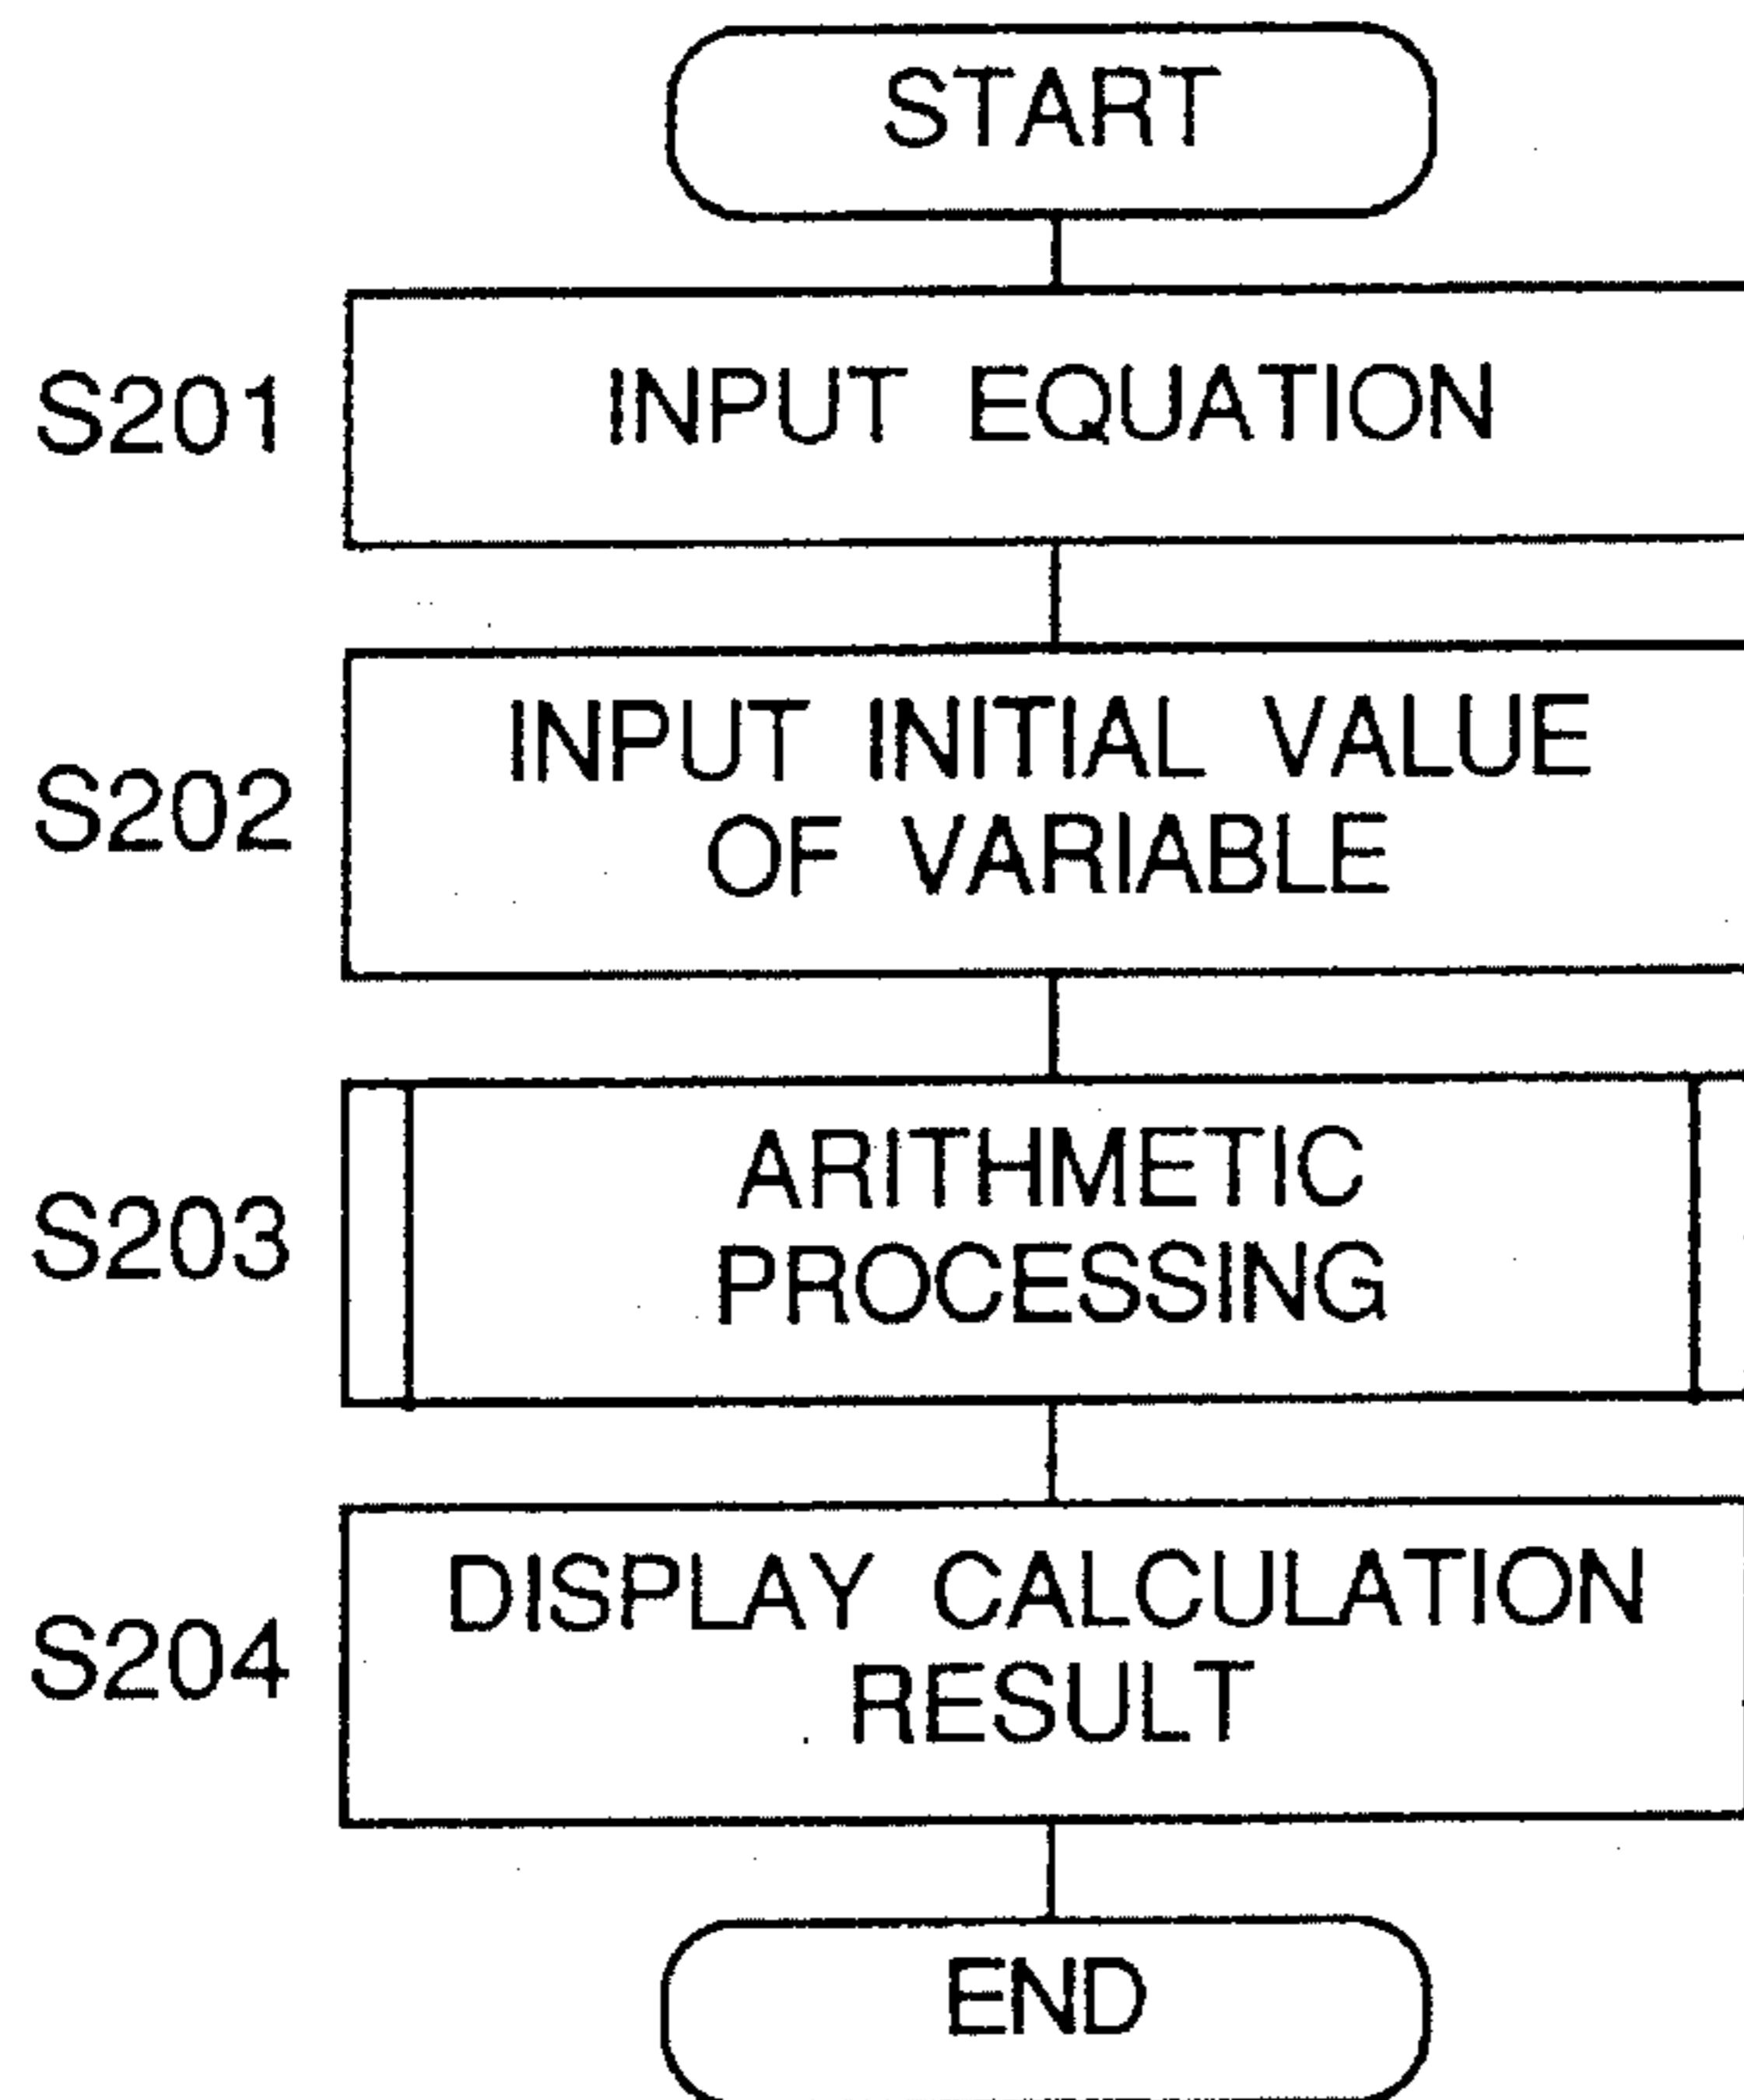 START
S201
INPUT EQUATION
S202
INPUT INITIAL VALUE
OF VARIABLE
S203
ARITHMETIC
PROCESSING
S204
DISPLAY CALCULATION
RESULT
END